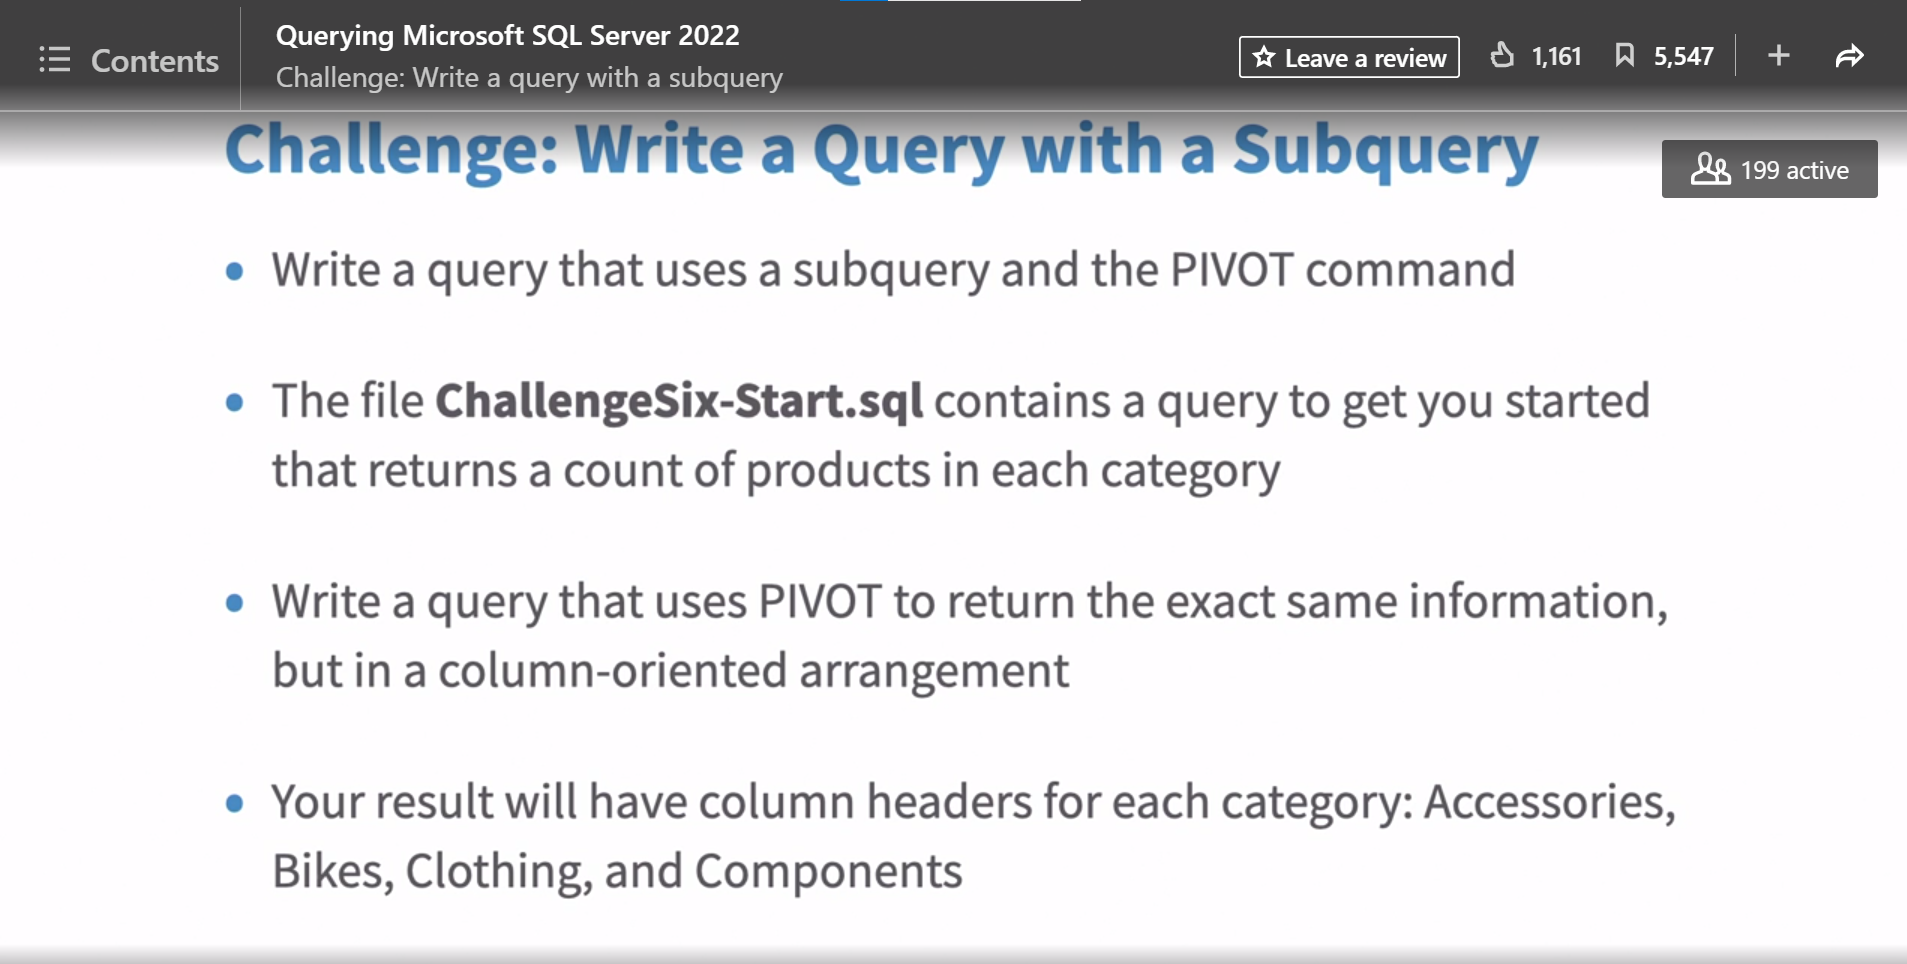 Contents
Querying Microsoft SQL Server 2022
Challenge: Write a query with a subquery
Leave a review
1,161
5,547
Challenge: Write a Query with a Subquery
199 active
• Write a query that uses a subquery and the PIVOT command
• The file ChallengeSix-Start.sql contains a query to get you started
that returns a count of products in each category
• Write a query that uses PIVOT to return the exact same information,
but in a column-oriented arrangement
• Your result will have column headers for each category: Accessories,
Bikes, Clothing, and Components